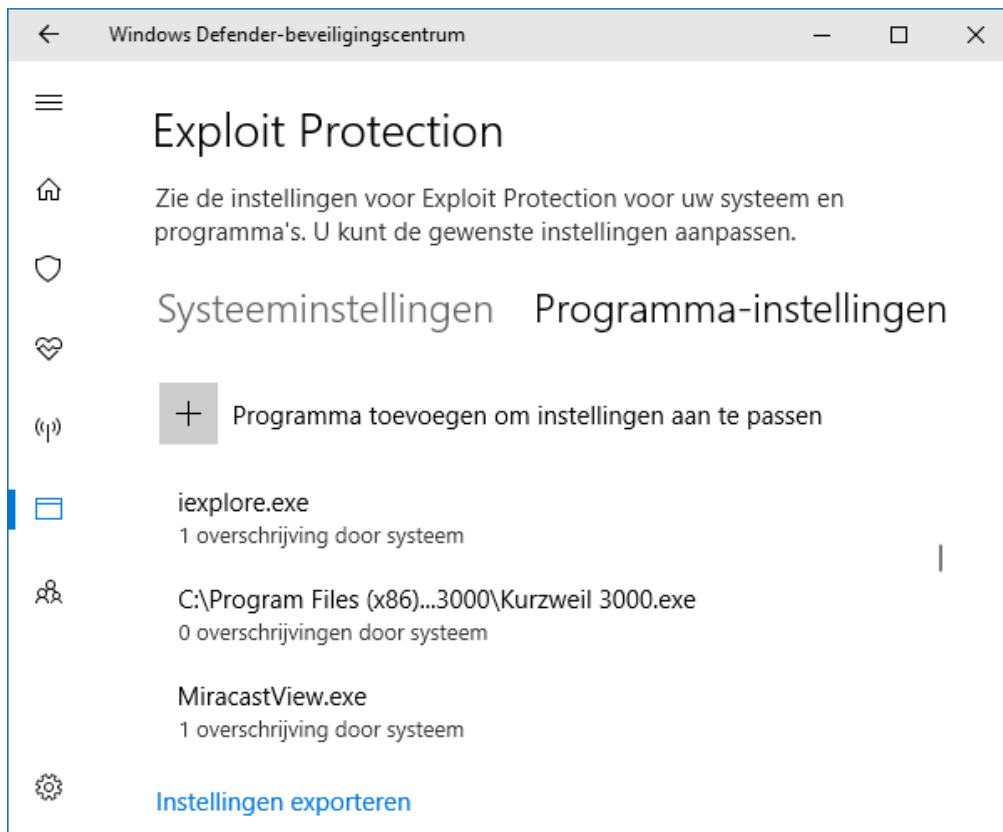 Windows Defender-beveiligingscentrum
Exploit Protection
Zie de instellingen voor Exploit Protection voor uw systeem en
programma's. U kunt de gewenste instellingen aanpassen.
Systeeminstellingen Programma-instellingen
Programma toevoegen om instellingen aan te passen
iexplore.exe
1 overschrijving door systeem
C:\Program Files (x86)...3000\Kurzweil 3000.exe
0 overschrijvingen door systeem
MiracastView.exe
1 overschrijving door systeem
Instellingen exporteren